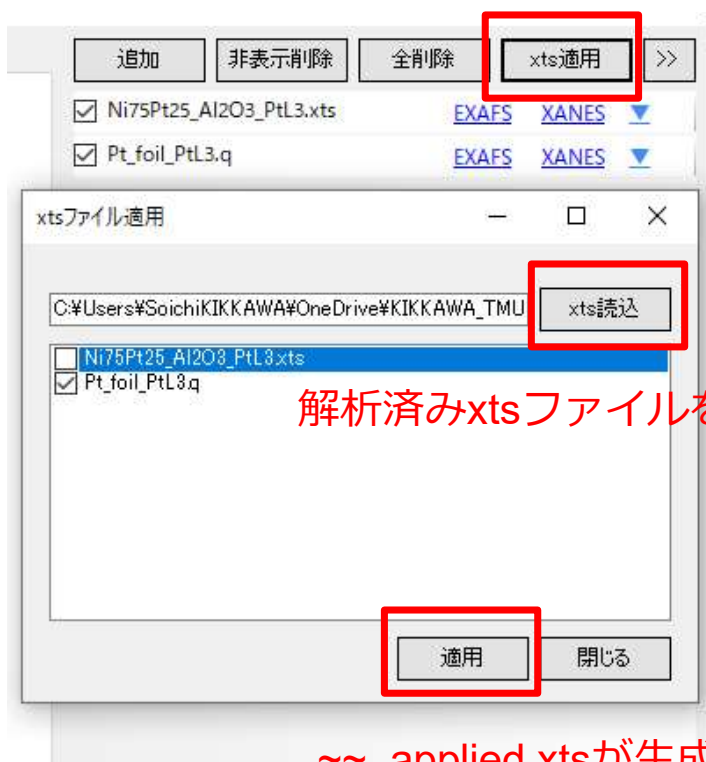 追加 非表示削除 全削除 xts適用 >>
Ni75Pt25_Al2O3_PtL3.xts EXAFS XANES
Pt_foil_PtL3.q EXAFS XANES
xtsファイル適用
C:¥Users¥SoichiKIKKAWA¥OneDrive¥KIKKAWA_TMU xts読込
Ni75Pt25_Al2O3_PtL3.xts
Pt_foil_PtL3.q
解析済みxtsファイルを
適用 閉じる
~~_applied.xtsが生成